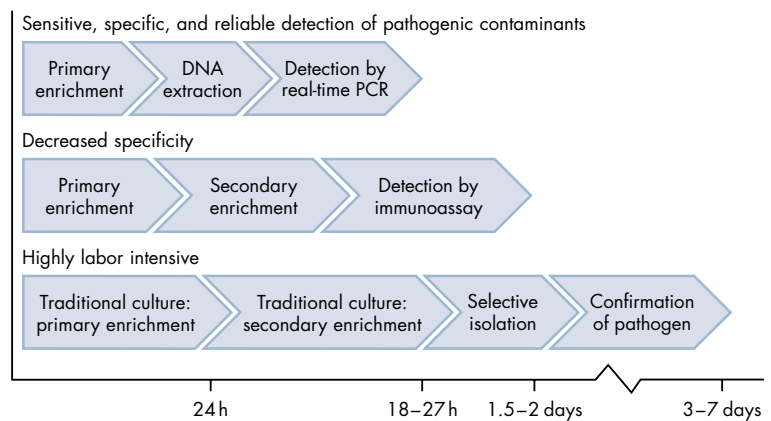 Sensitive, specific, and reliable detection of pathogenic contaminants
Primary
enrichment
DNA
extraction
Detection by
real-time PCR
Decreased specificity
Primary
enrichment
Secondary
enrichment
Detection by
immunoassay
Highly labor intensive
Traditional culture:
primary enrichment
Traditional culture:
secondary enrichment
Selective
isolation
Confirmation
of pathogen
24 h
18–27 h
1.5–2 days
3–7 days